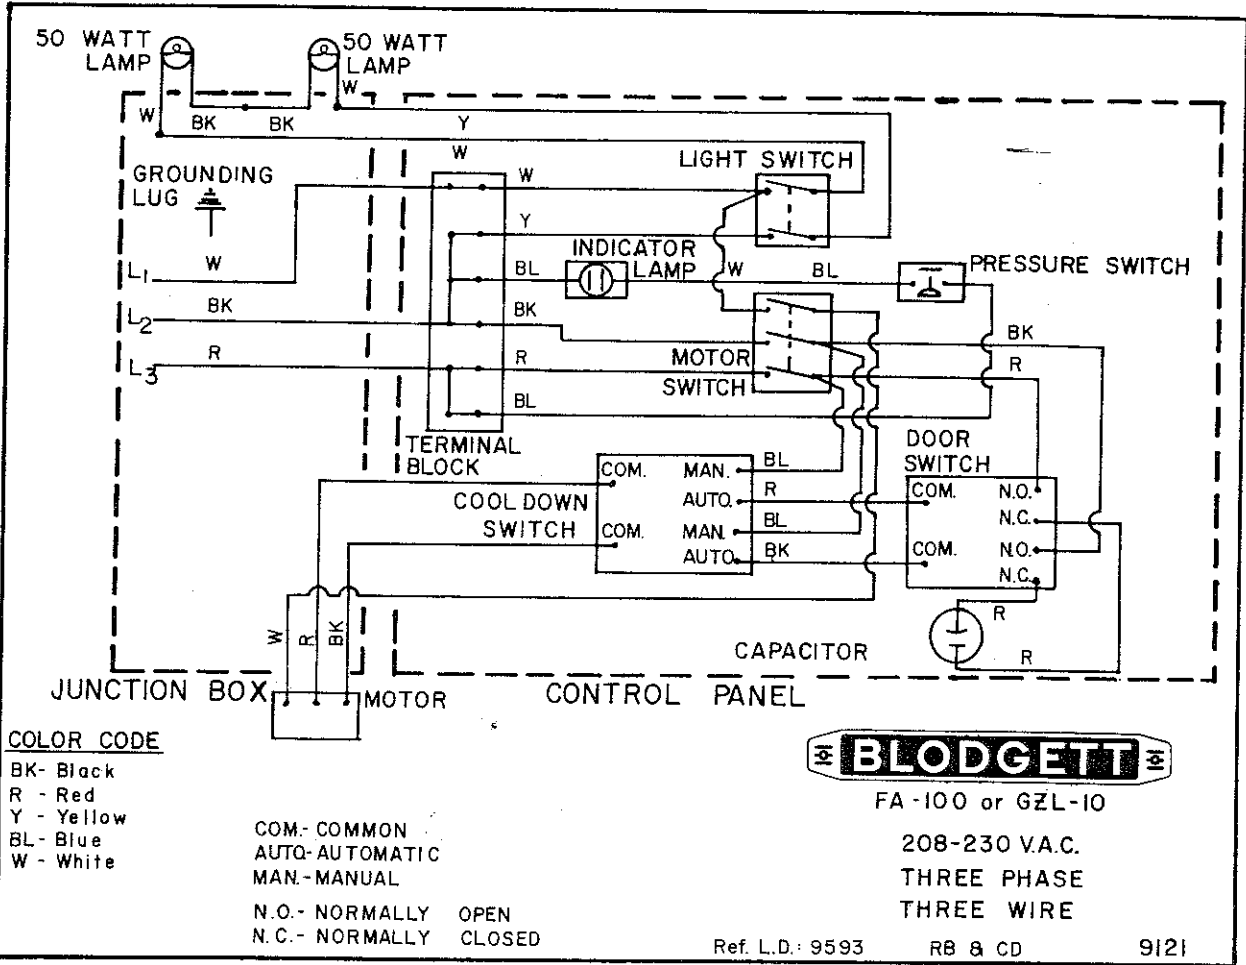 50 WATT
LAMP
50 WATT
LAMP
W
W
BK
BK
Y
W
LIGHT SWITCH
GROUNDING
LUG
W
Y
INDICATOR
LAMP
W
BL
PRESSURE SWITCH
L1
W
BL
L2
BK
BK
BK
L3
R
R
MOTOR
SWITCH
R
BL
TERMINAL
BLOCK
DOOR
SWITCH
COOL DOWN
SWITCH
COM.
MAN.
BL
AUTO.
R
COM.
MAN.
BL
AUTO
BK
COM.
N.O.
N.C.
COM.
N.O.
N.C.
R
R
CAPACITOR
W
R
BK
JUNCTION BOX
MOTOR
CONTROL PANEL
COLOR CODE
BK- Black
R - Red
Y - Yellow
BL- Blue
W - White
COM.- COMMON
AUTO-AUTOMATIC
MAN.-MANUAL
N.O.- NORMALLY OPEN
N.C.- NORMALLY CLOSED
BLODGETT
FA-100 or GZL-10
208-230 V.A.C.
THREE PHASE
THREE WIRE
Ref. L.D.: 9593
RB & CD
9121